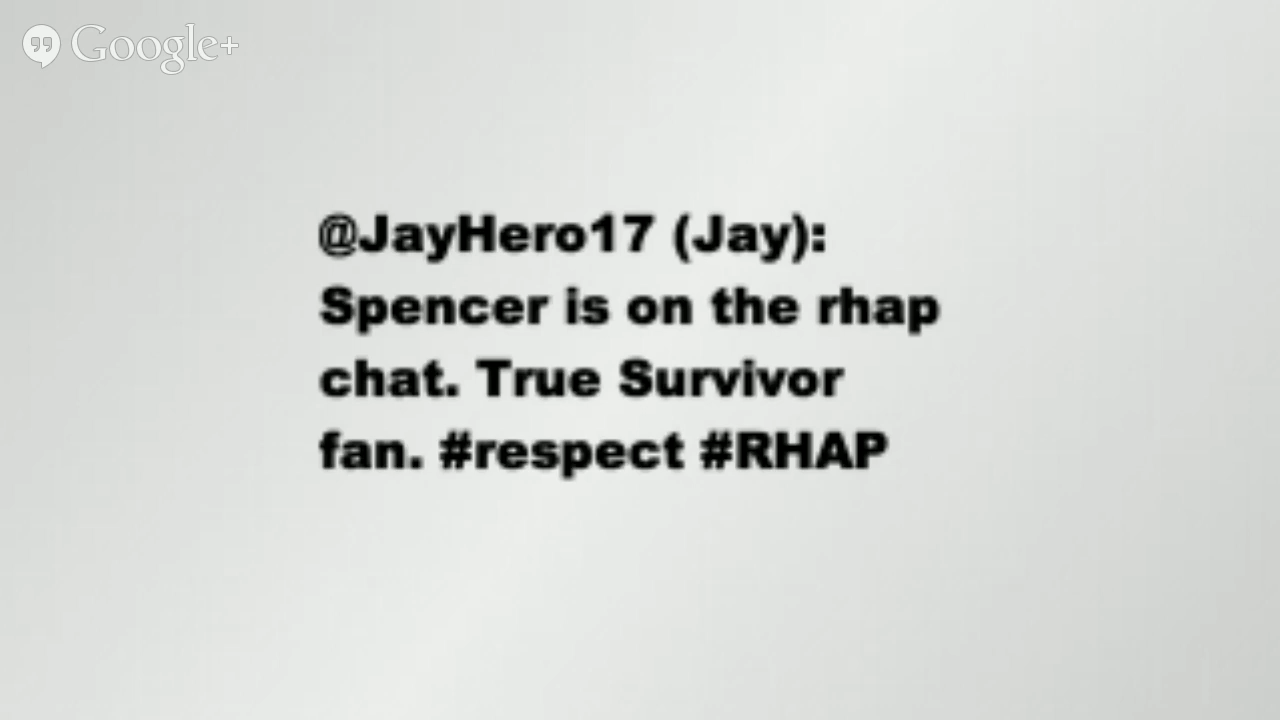 Google+
@JayHero17 (Jay):
Spencer is on the rhap
chat. True Survivor
fan. #respect #RHAP